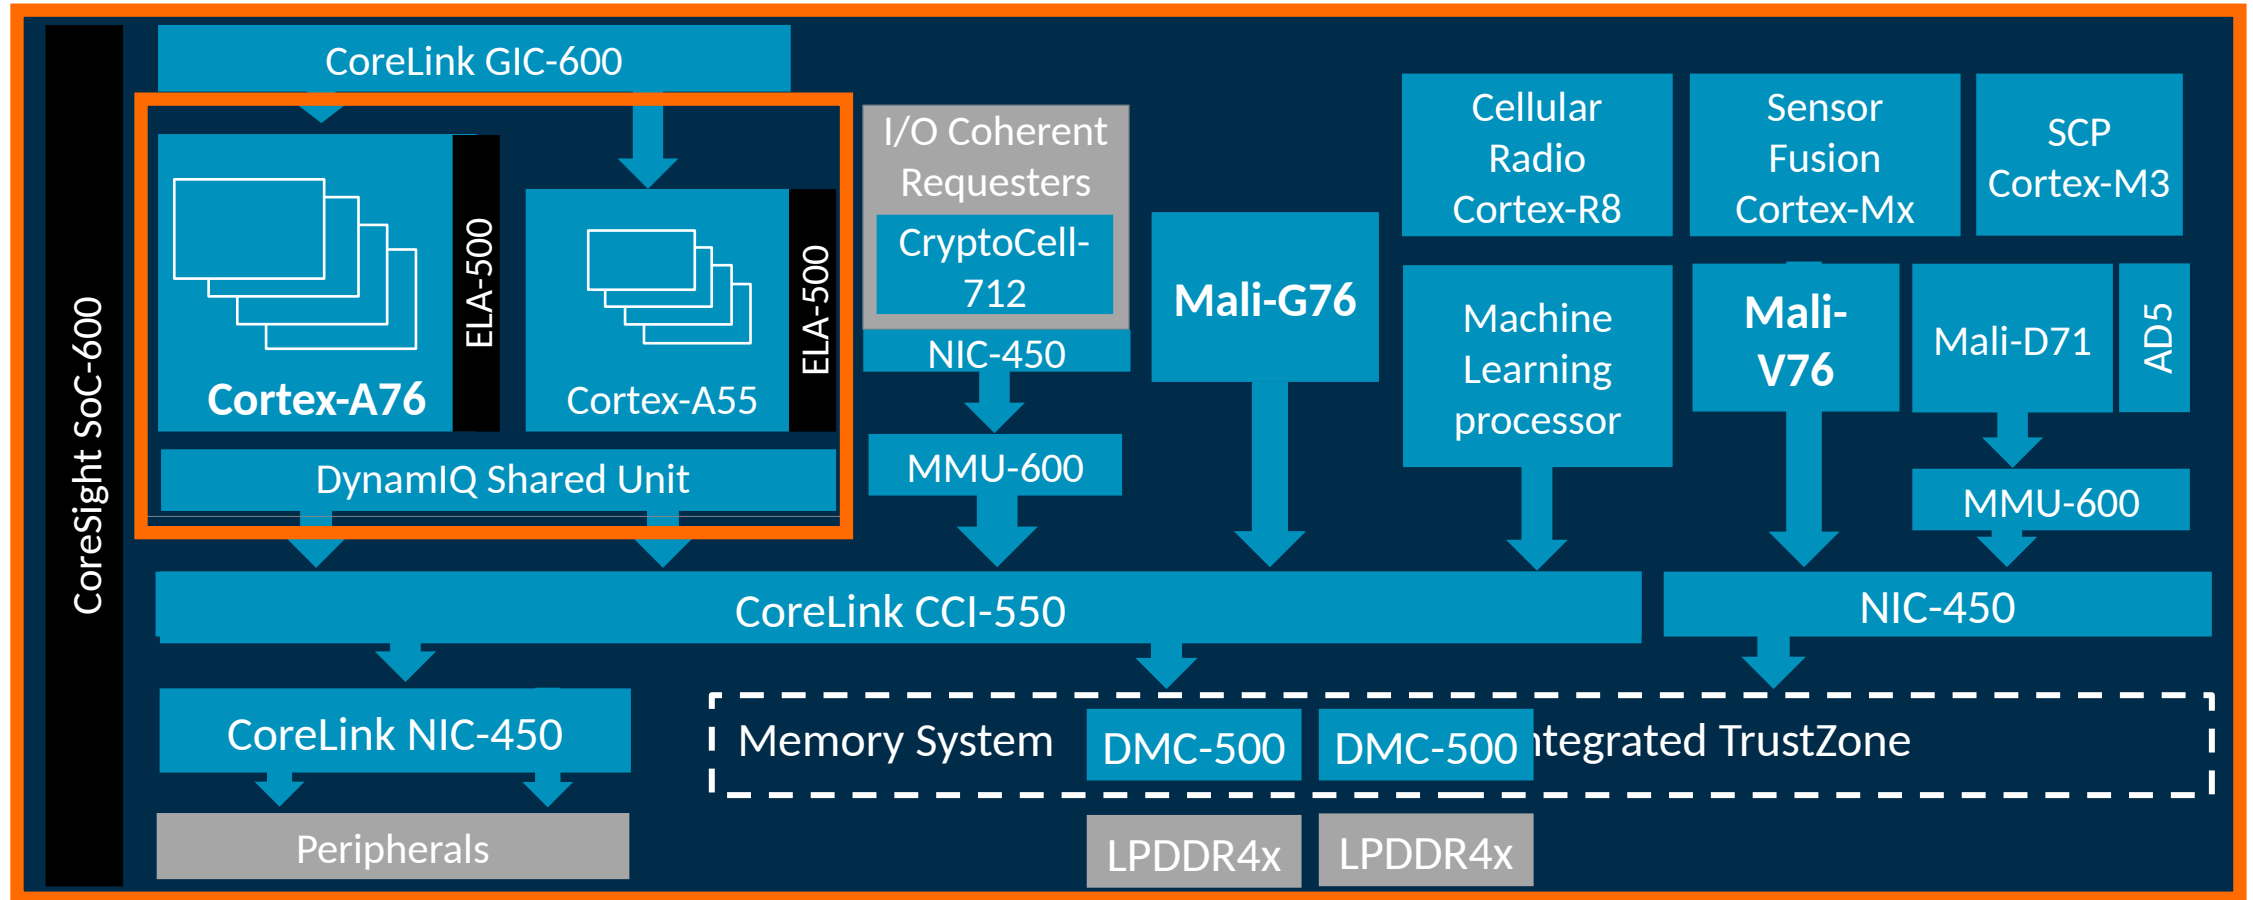 CoreSight SoC-600
CoreLink GIC-600
Cortex-A76
ELA-500
Cortex-A55
ELA-500
DynamIQ Shared Unit
I/O Coherent
Requesters
CryptoCell-
712
NIC-450
MMU-600
Mali-G76
Cellular
Radio
Cortex-R8
Sensor
Fusion
Cortex-Mx
SCP
Cortex-M3
Machine
Learning
processor
Mali-
V76
Mali-D71
AD5
MMU-600
CoreLink CCI-550
NIC-450
CoreLink NIC-450
Peripherals
Memory System
DMC-500
DMC-500
ntegrated TrustZone
LPDDR4x
LPDDR4x